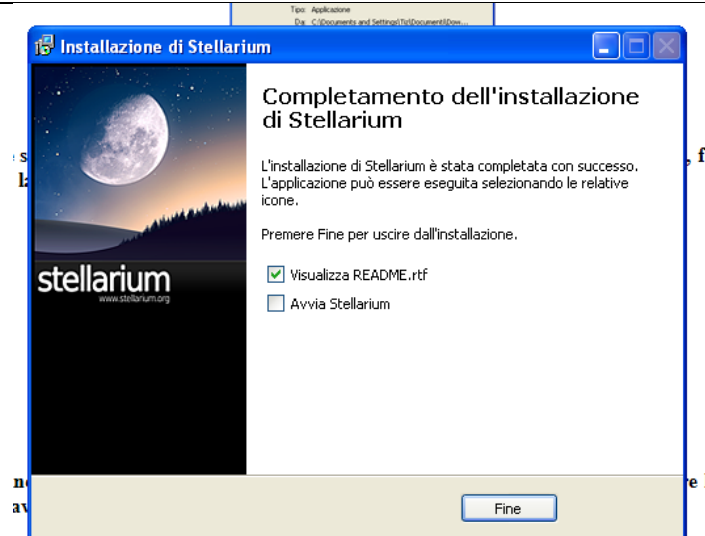 Tipo: Applicazione
Da: C:\Documents and Settings\Tiz\Documenti\Dow...
Installazione di Stellarium
Completamento dell'installazione
di Stellarium
L'installazione di Stellarium è stata completata con successo.
L'applicazione può essere eseguita selezionando le relative
icone.
Premere Fine per uscire dall'installazione.
Visualizza README.rtf
Avvia Stellarium
stellarium
www.stellarium.org
Fine